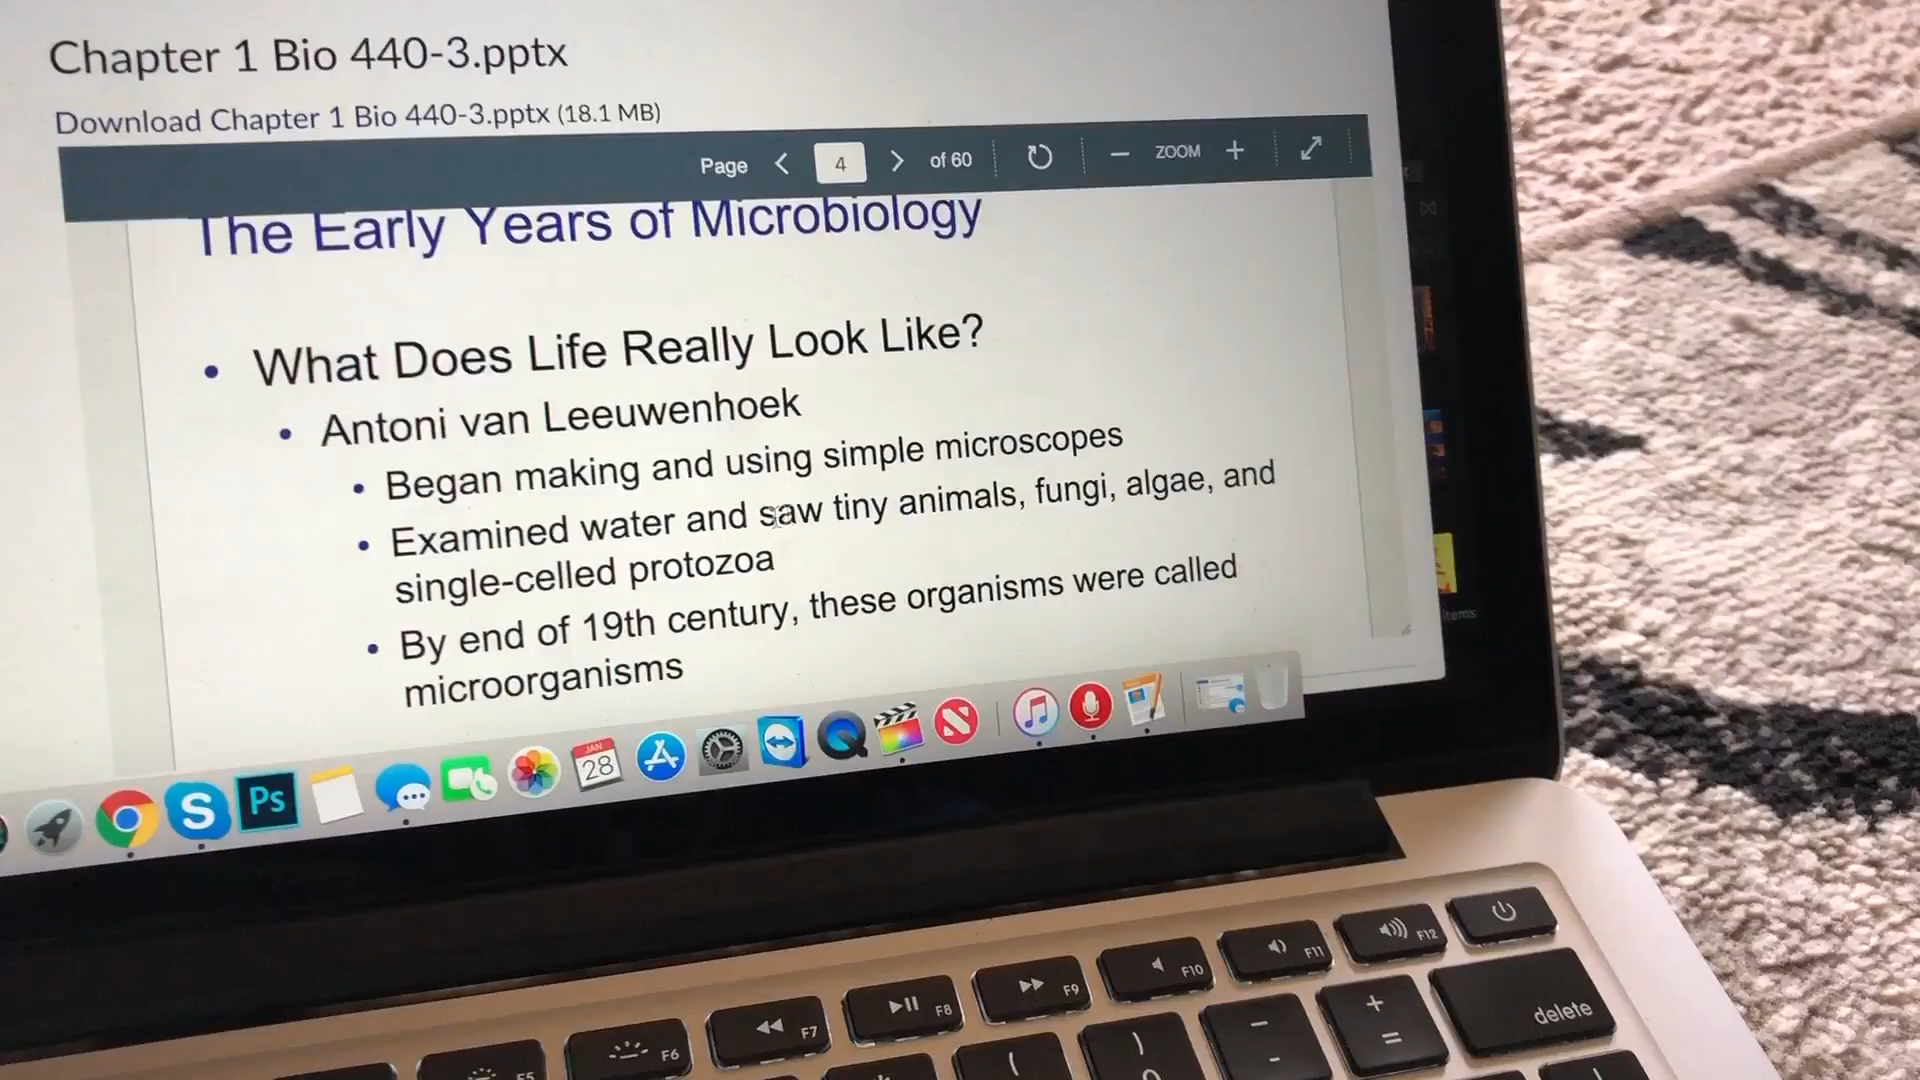 Chapter 1 Bio 440-3.pptx
Download Chapter 1 Bio 440-3.pptx (18.1 MB)
Page 4 of 60 ZOOM
The Early Years of Microbiology
• What Does Life Really Look Like?
• Antoni van Leeuwenhoek
• Began making and using simple microscopes
• Examined water and saw tiny animals, fungi, algae, and
single-celled protozoa
• By end of 19th century, these organisms were called
microorganisms
items
JAN
28
Ps
S
N
F5
F6
F7
F8
F9
F10
F11
F12
delete
+
=
-
)
(